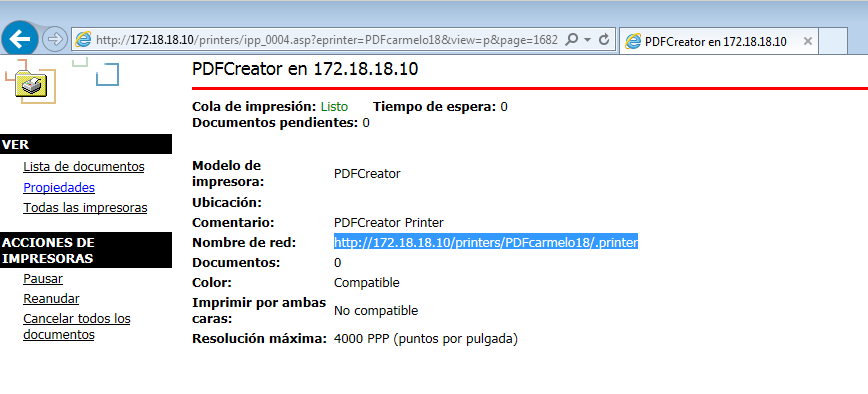 http://172.18.18.10/printers/ipp_0004.asp?eprinter=PDFcarmelo18&view=p&page=1682
PDFCreator en 172.18.18.10
PDFCreator en 172.18.18.10
Cola de impresión: Listo Tiempo de espera: 0
Documentos pendientes: 0
VER
Lista de documentos
Propiedades
Todas las impresoras
ACCIONES DE
IMPRESORAS
Pausar
Reanudar
Cancelar todos los
documentos
Modelo de
impresora: PDFCreator
Ubicación:
Comentario: PDFCreator Printer
Nombre de red: http://172.18.18.10/printers/PDFcarmelo18/.printer
Documentos: 0
Color: Compatible
Imprimir por ambas
caras: No compatible
Resolución máxima: 4000 PPP (puntos por pulgada)